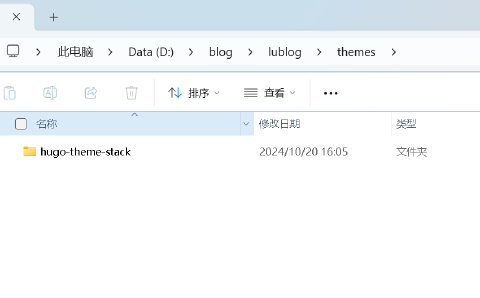 此电脑 > Data (D:) > blog > lublog > themes >
排序 查看 •••
名称 修改日期 类型
hugo-theme-stack 2024/10/20 16:05 文件夹